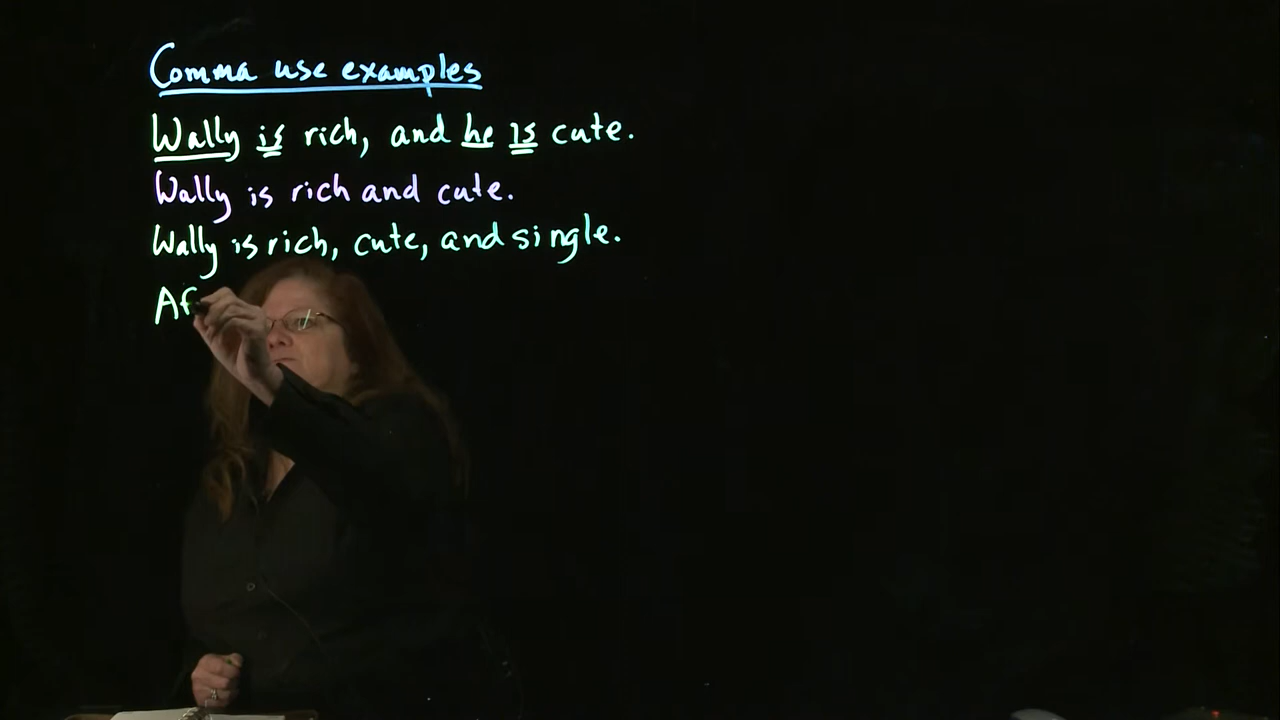 Comma use examples
Wally is rich, and he is cute.
Wally is rich and cute.
Wally is rich, cute, and single.
Af